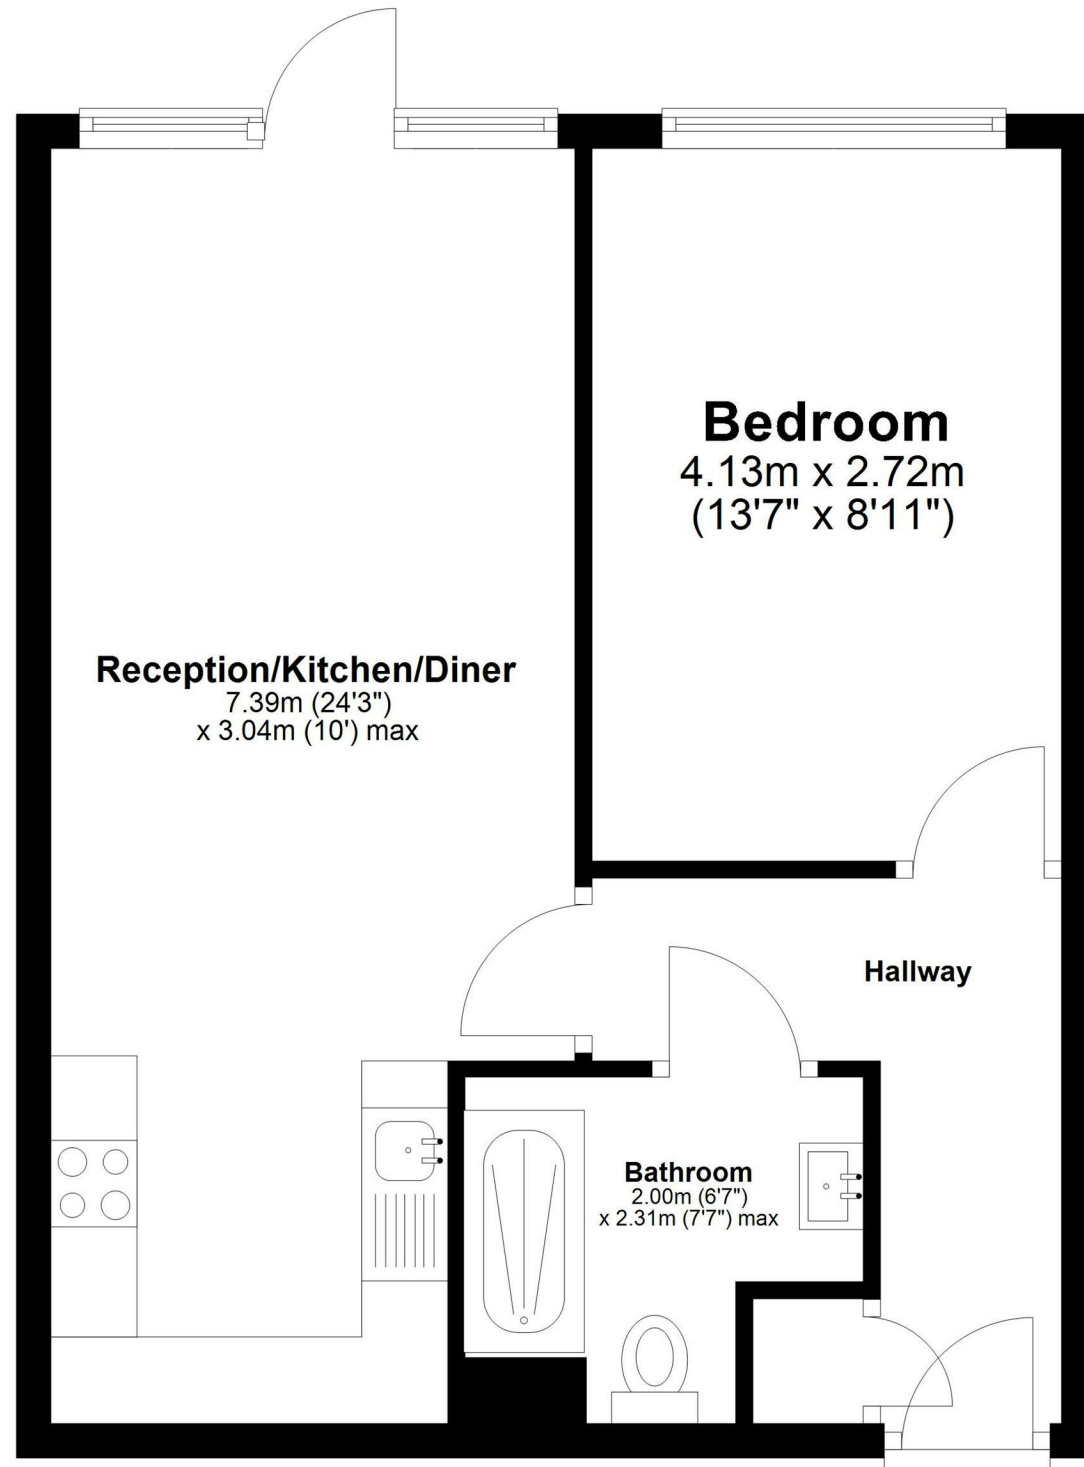 Bedroom
4.13m x 2.72m
(13'7" x 8'11")
Reception/Kitchen/Diner
7.39m (24'3")
x 3.04m (10') max
Hallway
Bathroom
2.00m (6'7")
x 2.31m (7'7") max